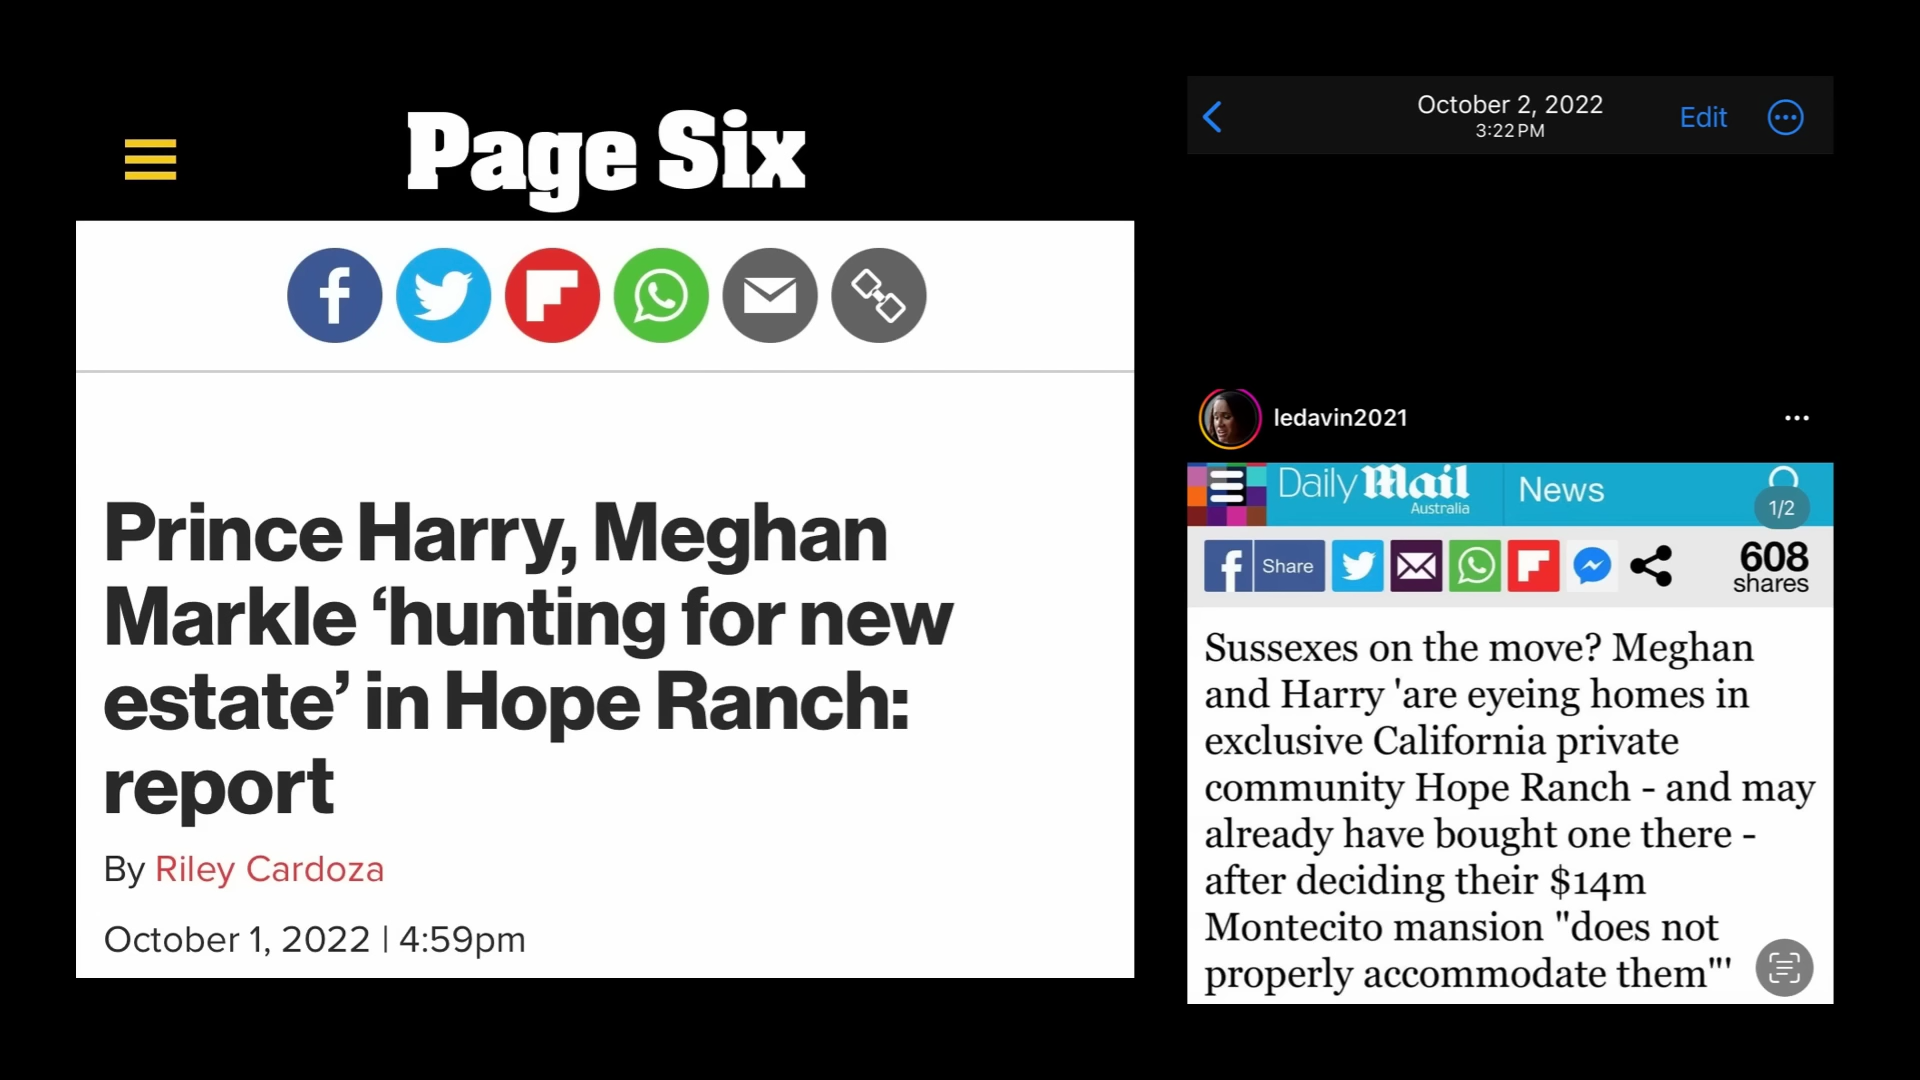 Page Six
Prince Harry, Meghan
Markle ‘hunting for new
estate’ in Hope Ranch:
report
By Riley Cardoza
October 1, 2022 | 4:59pm
October 2, 2022
3:22 PM
Edit
ledavin2021
Daily Mail
Australia
News
1/2
Share
608
shares
Sussexes on the move? Meghan
and Harry 'are eyeing homes in
exclusive California private
community Hope Ranch - and may
already have bought one there -
after deciding their $14m
Montecito mansion "does not
properly accommodate them"'